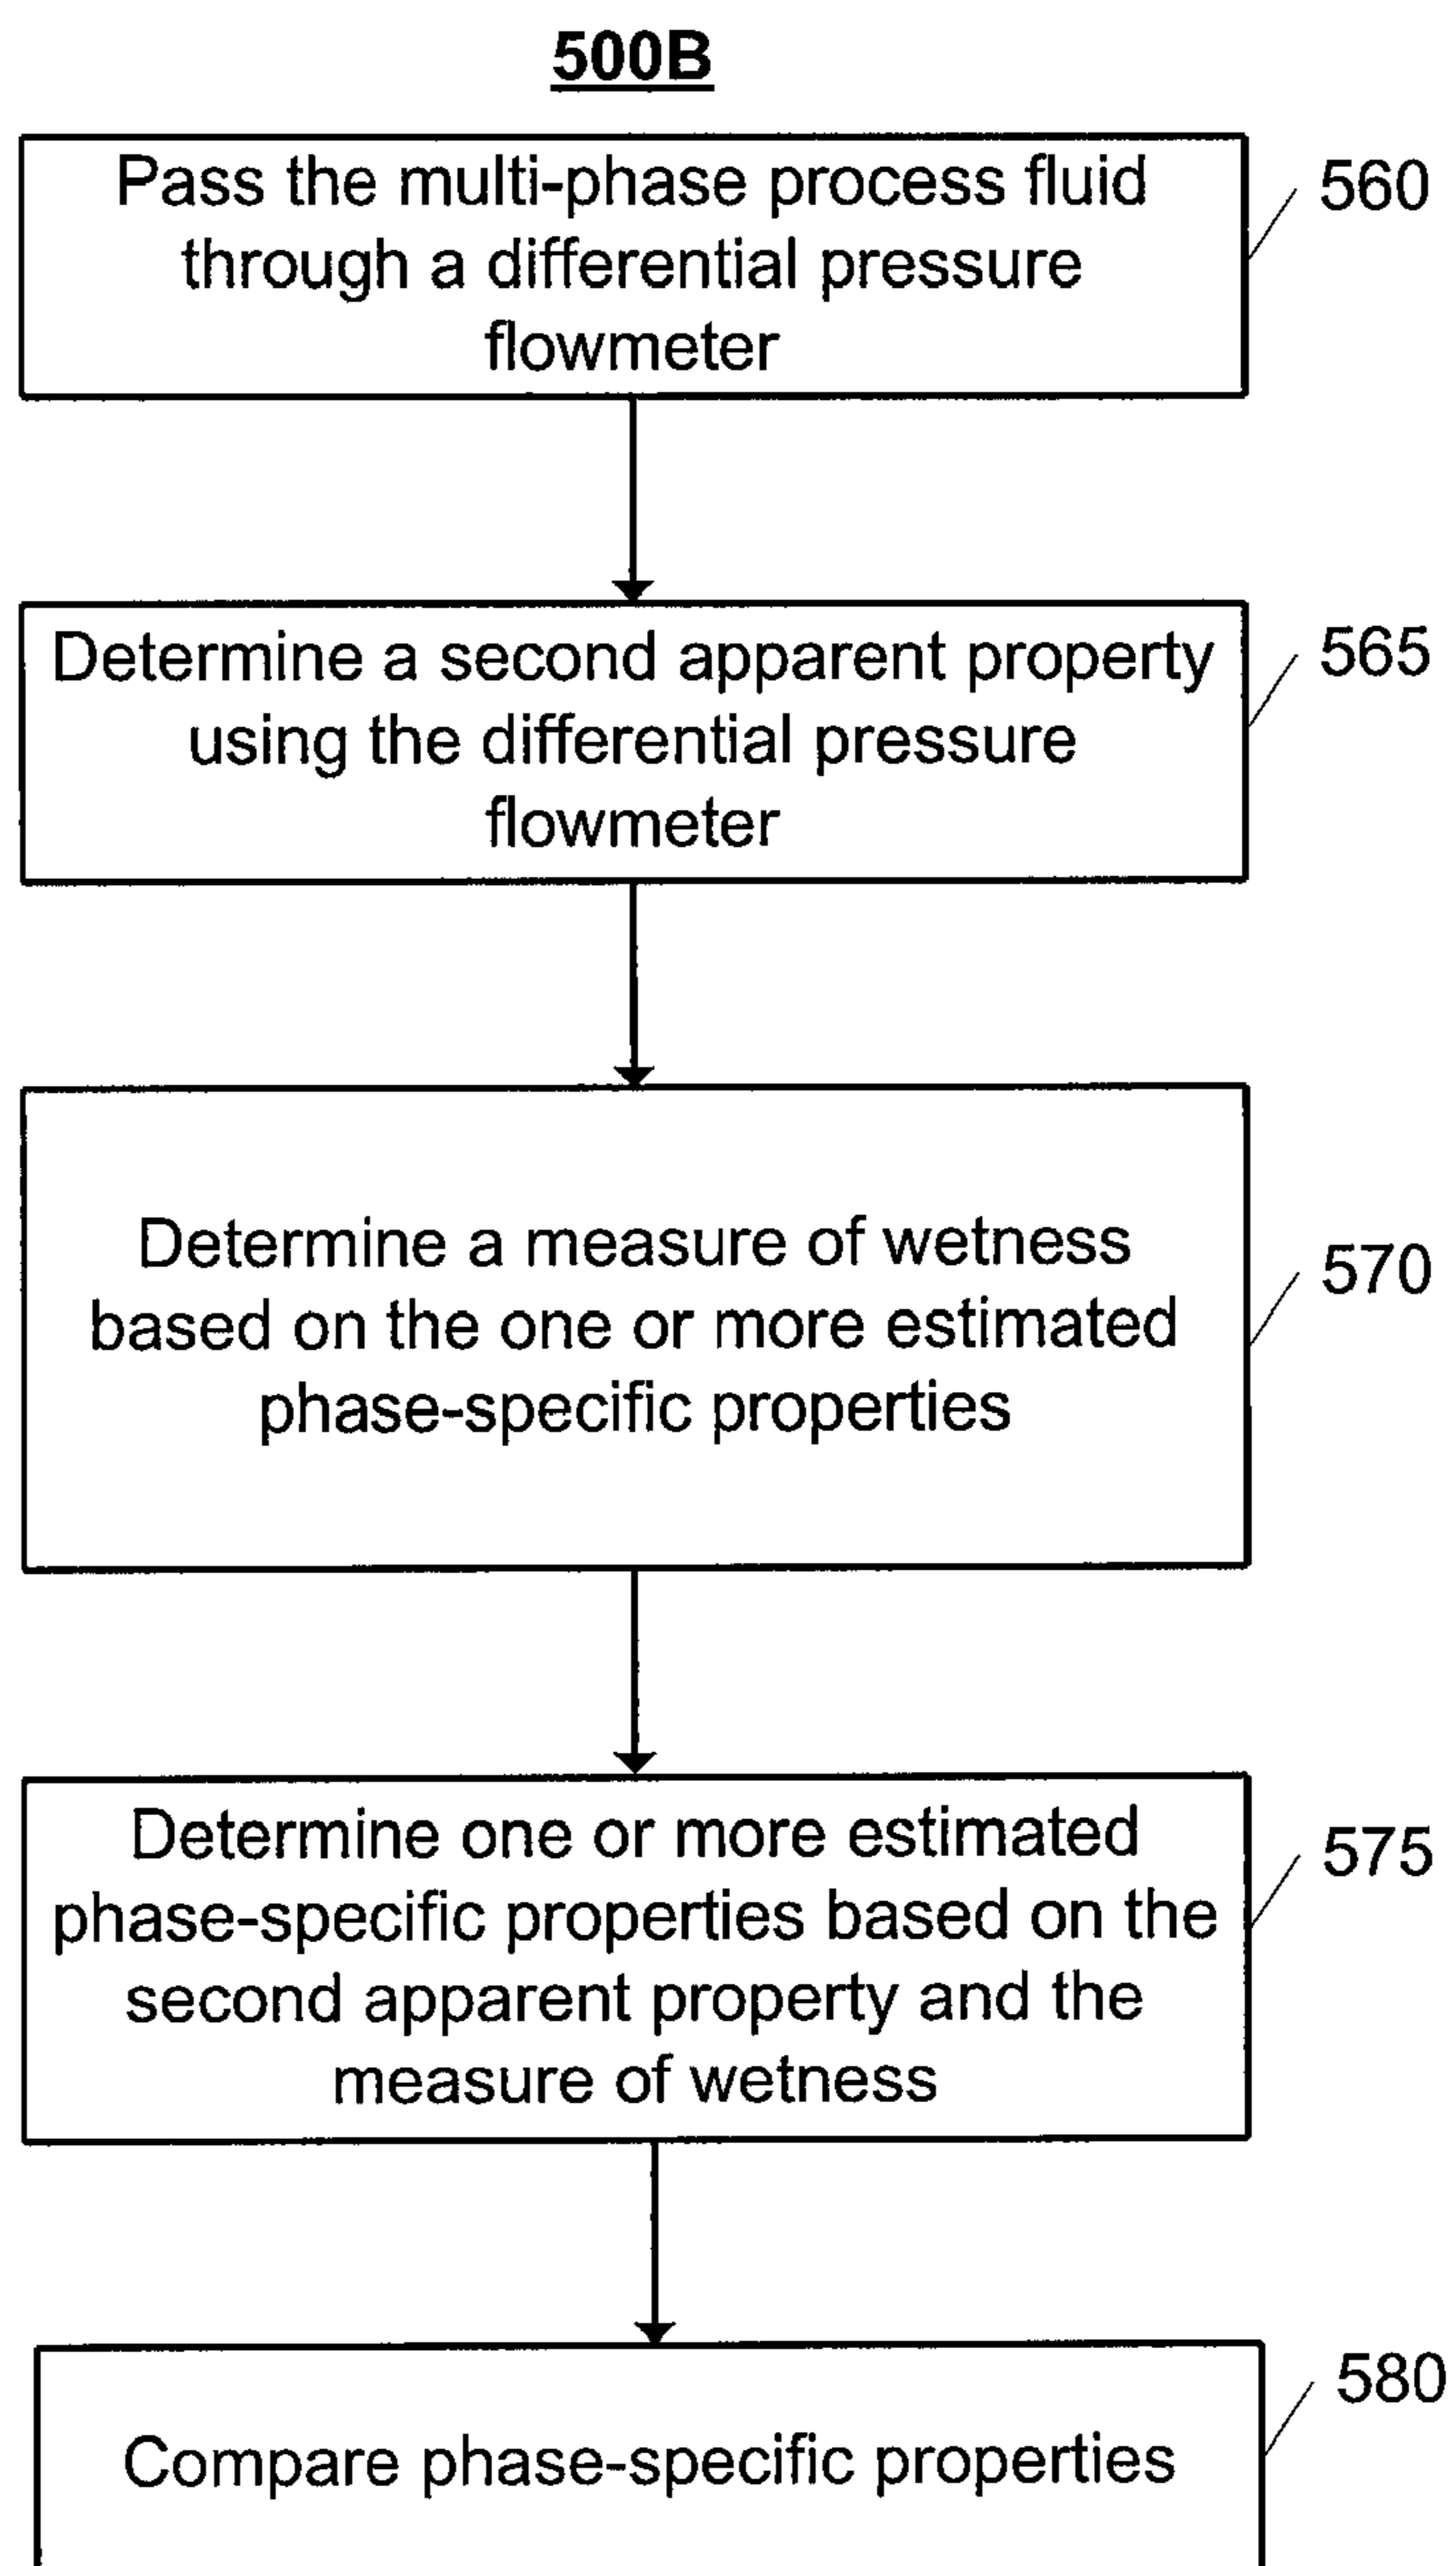 500B
Pass the multi-phase process fluid
through a differential pressure
flowmeter
560
Determine a second apparent property
using the differential pressure
flowmeter
565
Determine a measure of wetness
based on the one or more estimated
phase-specific properties
570
Determine one or more estimated
phase-specific properties based on the
second apparent property and the
measure of wetness
575
Compare phase-specific properties
580